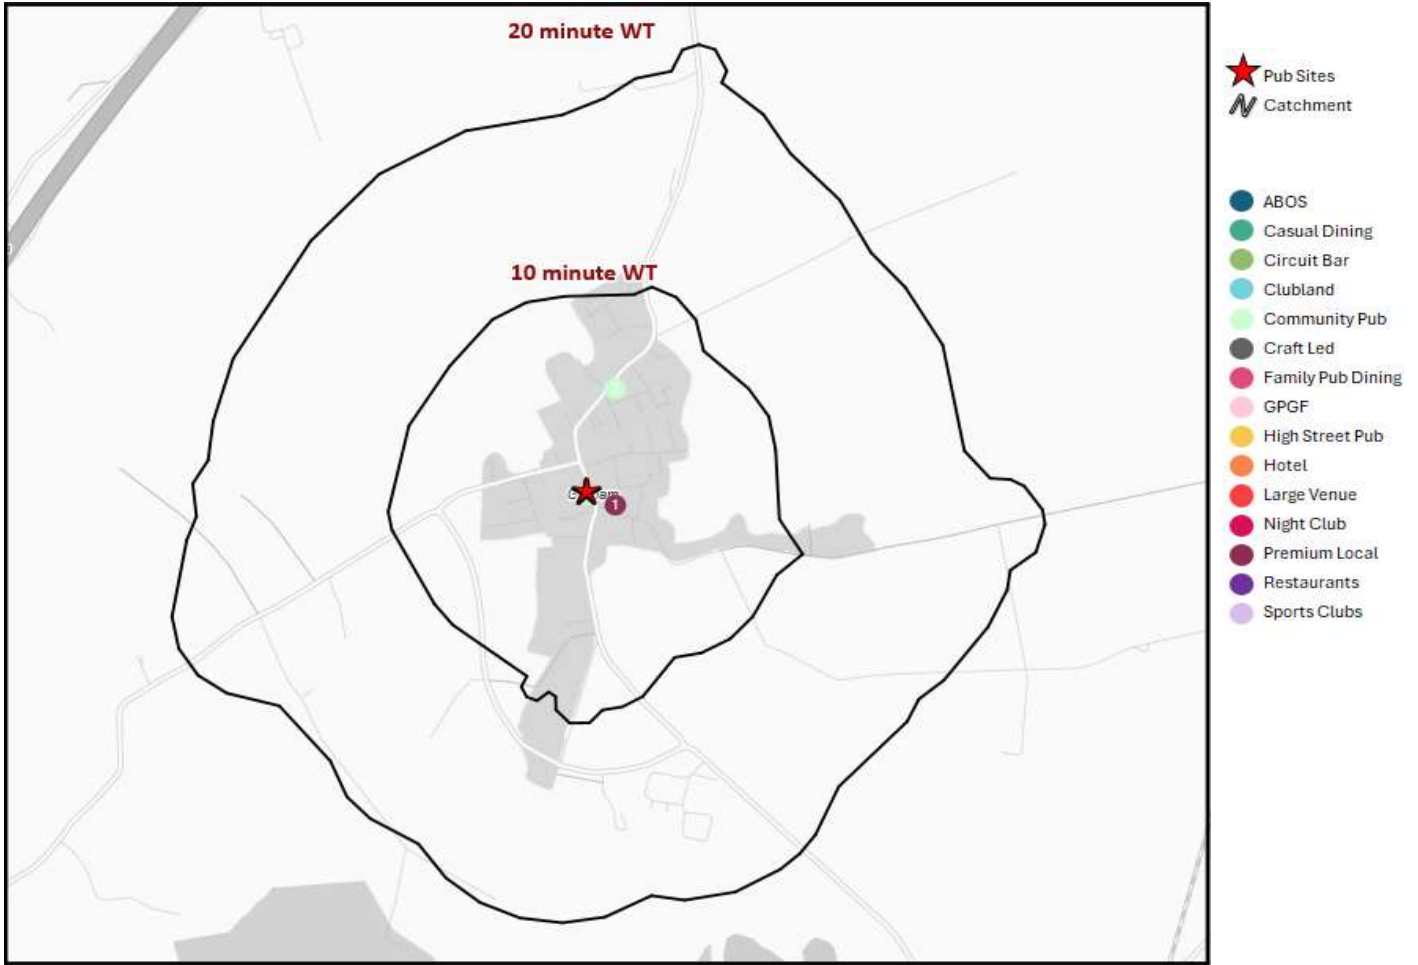 20 minute WT
10 minute WT
1
Pub Sites
Catchment
ABOS
Casual Dining
Circuit Bar
Clubland
Community Pub
Craft Led
Family Pub Dining
GPGF
High Street Pub
Hotel
Large Venue
Night Club
Premium Local
Restaurants
Sports Clubs